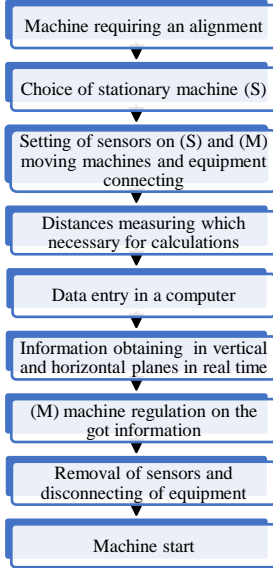 Machine requiring an alignment
Choice of stationary machine (S)
Setting of sensors on (S) and (M)
moving machines and equipment
connecting
Distances measuring which
necessary for calculations
Data entry in a computer
Information obtaining in vertical
and horizontal planes in real time
(M) machine regulation on the
got information
Removal of sensors and
disconnecting of equipment
Machine start